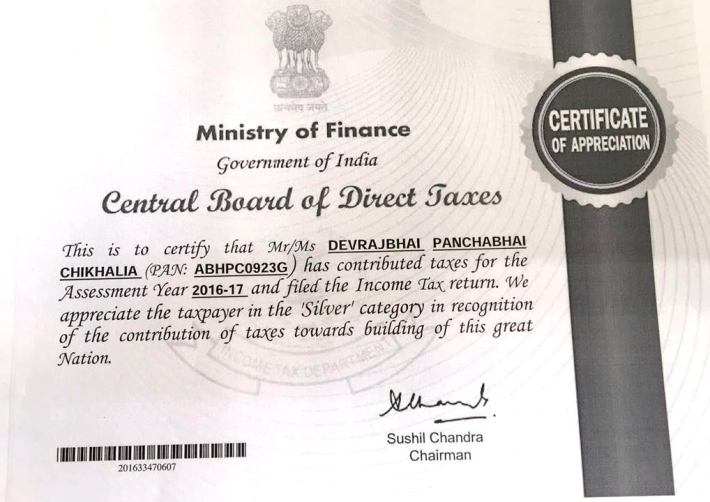 सत्यमेव जयते
Ministry of Finance
Government of India
Central Board of Direct Taxes
CERTIFICATE
OF APPRECIATION
This is to certify that Mr/Ms DEVRAJBHAI PANCHABHAI
CHIKHALIA (PAN: ABHPC0923G) has contributed taxes for the
Assessment Year 2016-17 and filed the Income Tax return. We
appreciate the taxpayer in the 'Silver' category in recognition
of the contribution of taxes towards building of this great
Nation.
INCOME TAX DEPARTMENT
Sushil Chandra
Chairman
201633470607